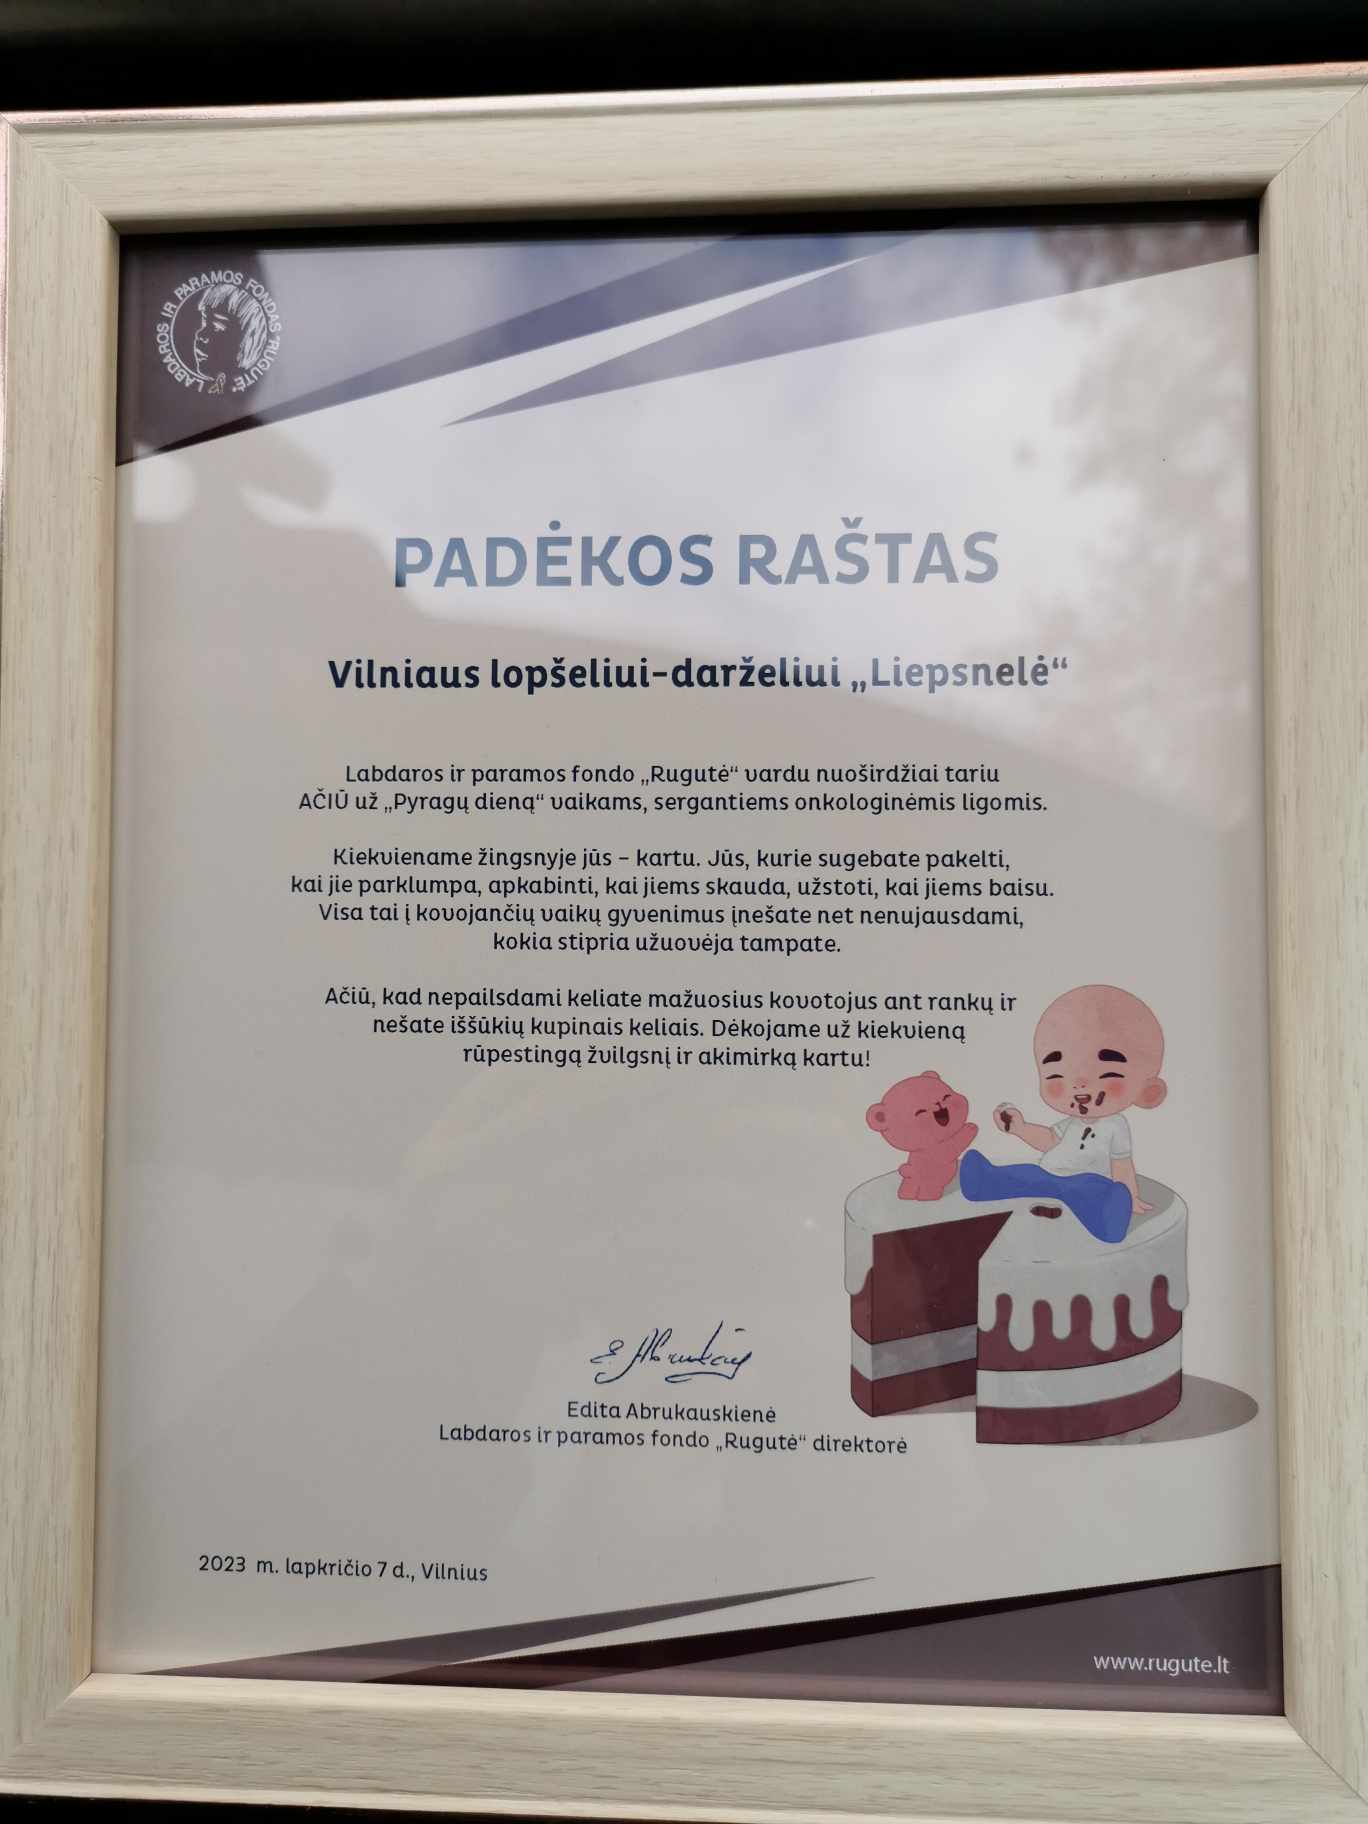 LABDAROS IR PARAMOS FONDAS "RUGUTĖ"
PADĖKOS RAŠTAS
Vilniaus lopšeliui-darželiui „Liepsnelė“
Labdaros ir paramos fondo „Rugutė“ vardu nuoširdžiai tariu
AČIŪ už „Pyragų dieną“ vaikams, sergantiems onkologinėmis ligomis.
Kiekviename žingsnyje jūs – kartu. Jūs, kurie sugebate pakelti,
kai jie parklumpa, apkabinti, kai jiems skauda, užstoti, kai jiems baisu.
Visa tai į kovojančių vaikų gyvenimus įnešate net nenujausdami,
kokia stipria užuovėja tampate.
Ačiū, kad nepailsdami keliate mažuosius kovotojus ant rankų ir
nešate iššūkių kupinais keliais. Dėkojame už kiekvieną
rūpestingą žvilgsnį ir akimirką kartu!
Edita Abrukauskienė
Labdaros ir paramos fondo „Rugutė“ direktorė
2023 m. lapkričio 7 d., Vilnius
www.rugute.lt